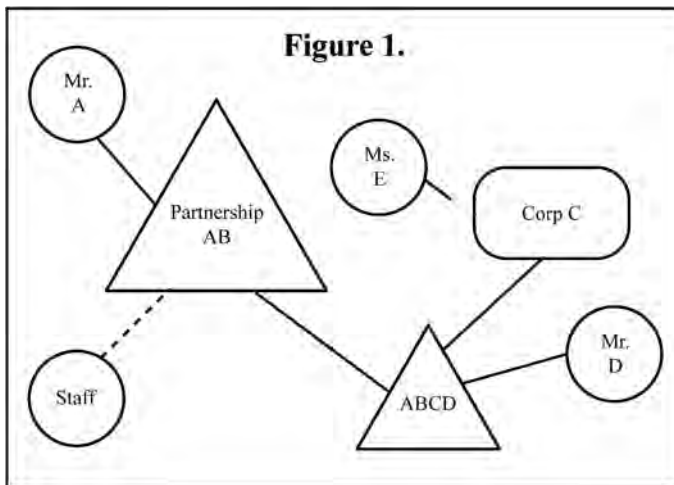 Figure 1.
Mr.
A
Partnership
AB
Ms.
E
Corp C
Mr.
D
Staff
ABCD